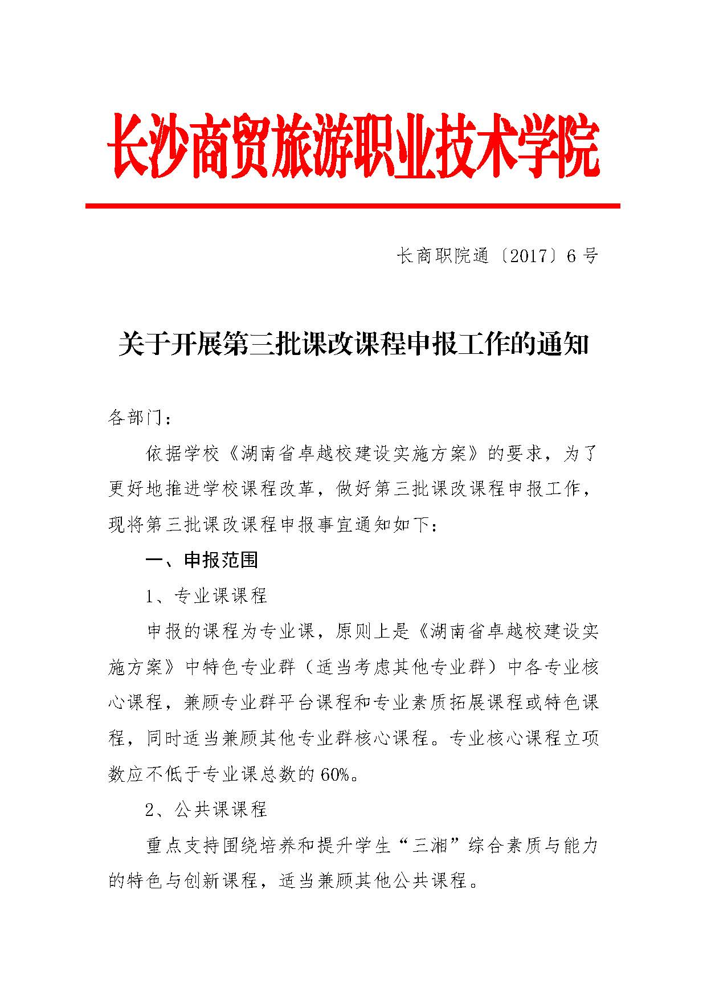 长沙商贸旅游职业技术学院
长商职院通〔2017〕6 号
关于开展第三批课改课程申报工作的通知
各部门：
依据学校《湖南省卓越校建设实施方案》的要求，为了
更好地推进学校课程改革，做好第三批课改课程申报工作，
现将第三批课改课程申报事宜通知如下：
一、申报范围
1、专业课课程
申报的课程为专业课，原则上是《湖南省卓越校建设实
施方案》中特色专业群（适当考虑其他专业群）中各专业核
心课程，兼顾专业群平台课程和专业素质拓展课程或特色课
程，同时适当兼顾其他专业群核心课程。专业核心课程立项
数应不低于专业课总数的 60%。
2、公共课课程
重点支持围绕培养和提升学生“三湘”综合素质与能力
的特色与创新课程，适当兼顾其他公共课程。